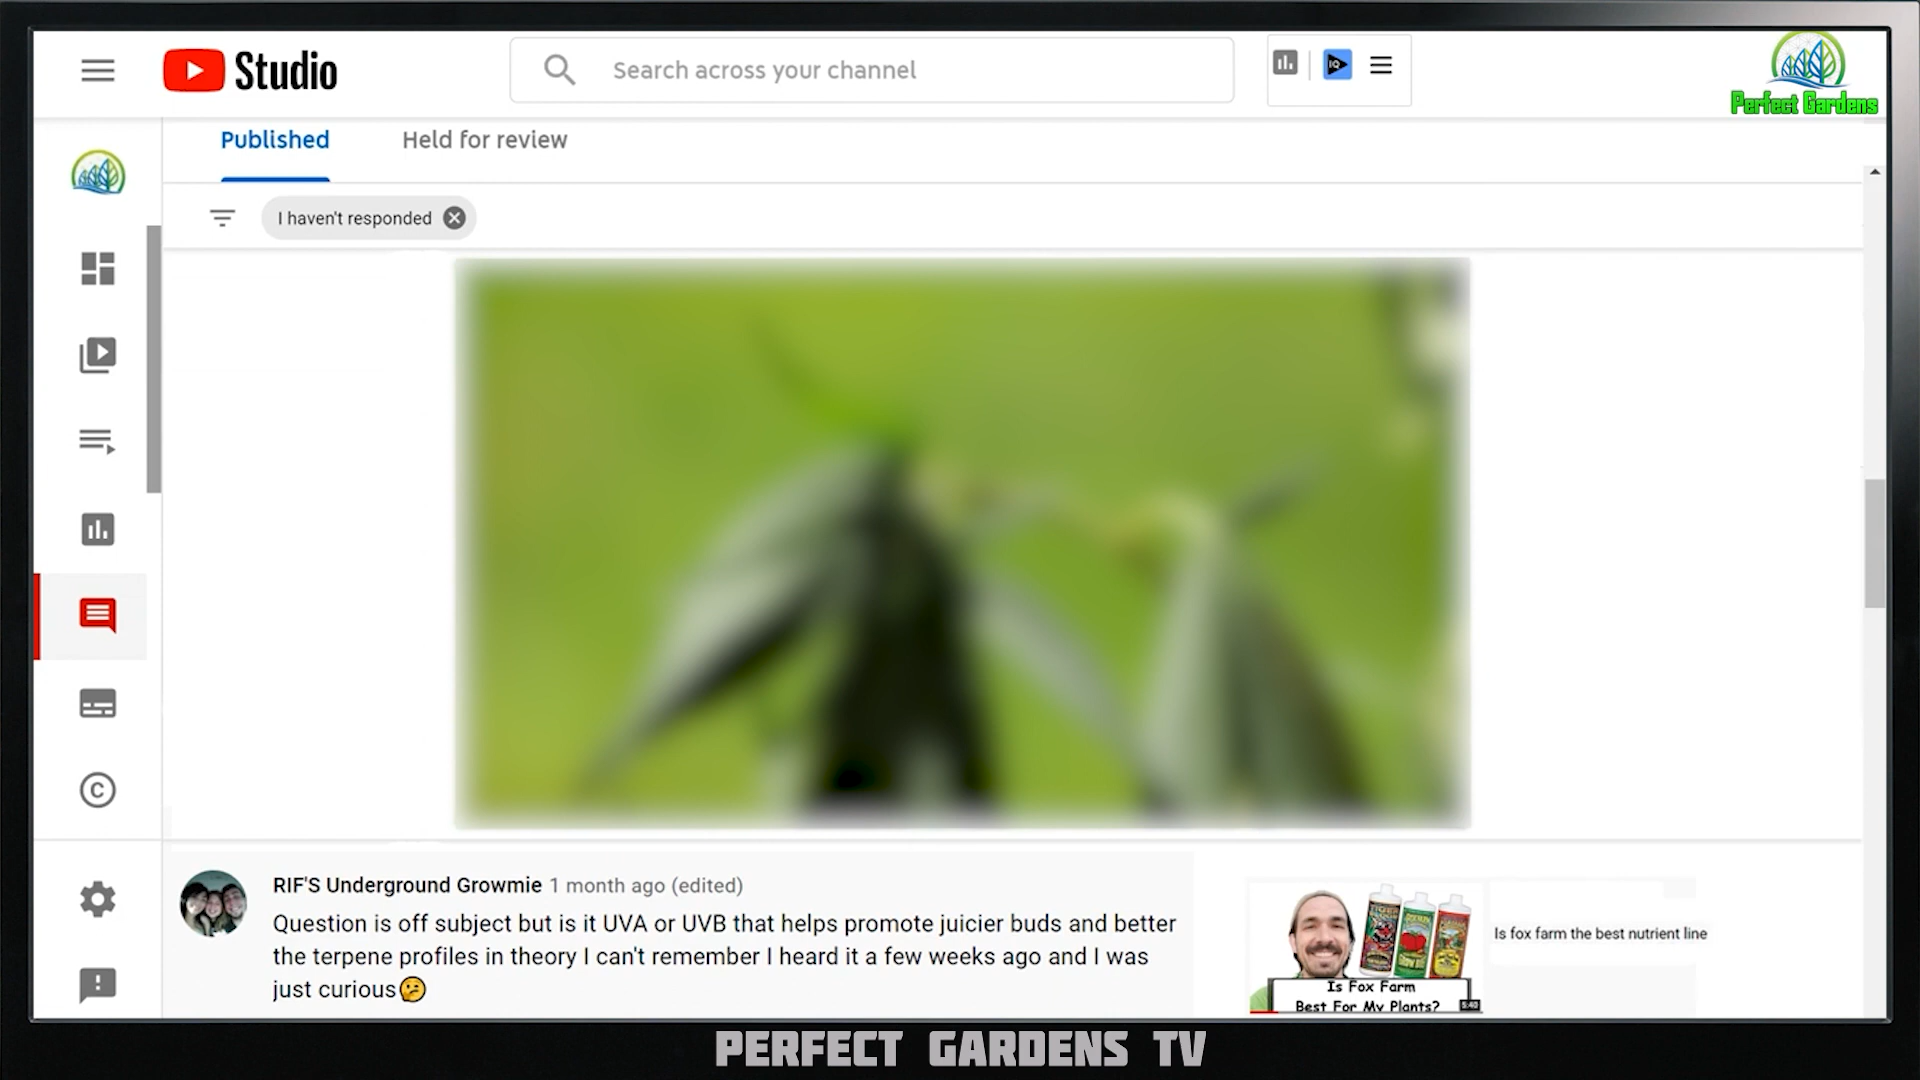 Studio
Search across your channel
IQ
Perfect Gardens
Published
Held for review
I haven't responded
RIF'S Underground Growmie 1 month ago (edited)
Question is off subject but is it UVA or UVB that helps promote juicier buds and better
the terpene profiles in theory I can't remember I heard it a few weeks ago and I was
just curious🤔
Is Fox Farm
Best For My Plants?
Is fox farm the best nutrient line
PERFECT GARDENS TV